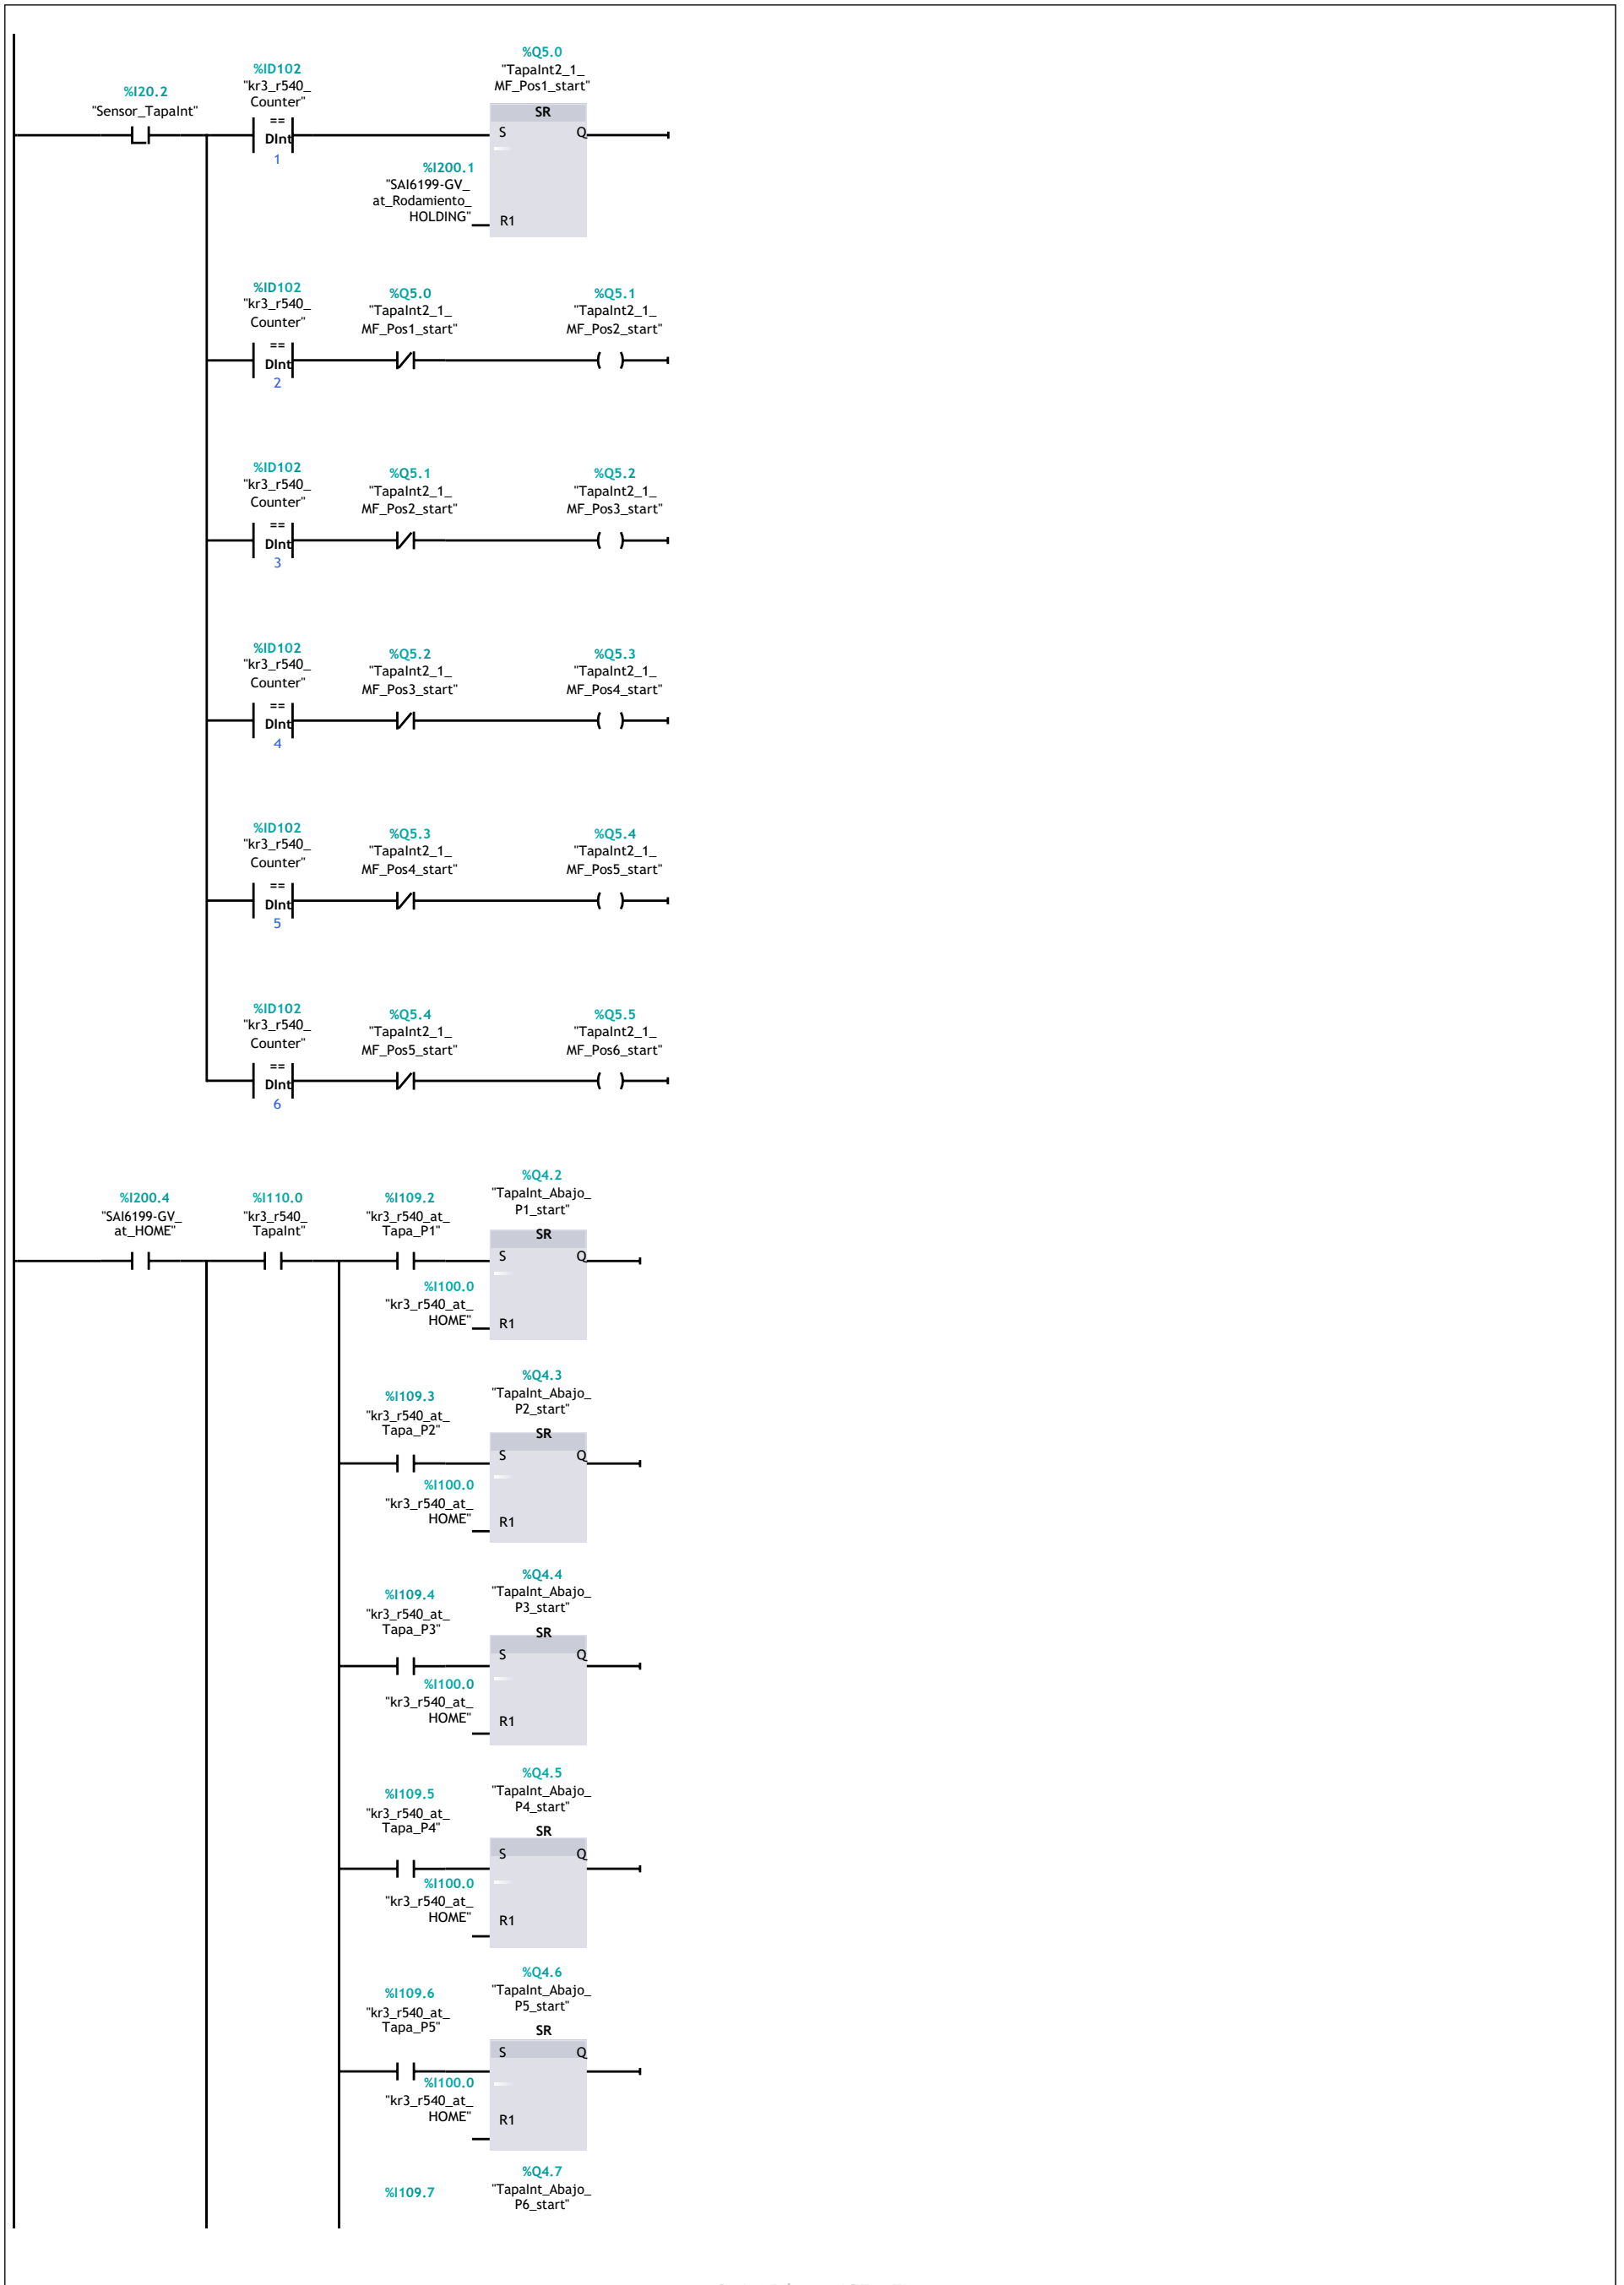 %Q5.0
"TapaInt2_1_
MF_Pos1_start"
%ID102
"kr3_r540_
Counter"
%I20.2
"Sensor_TapaInt"
SR
==
DInt
1
S
Q
%I200.1
"SAI6199-GV_
at_Rodamiento_
HOLDING"
R1
%ID102
"kr3_r540_
Counter"
%Q5.0
"TapaInt2_1_
MF_Pos1_start"
%Q5.1
"TapaInt2_1_
MF_Pos2_start"
==
DInt
2
%ID102
"kr3_r540_
Counter"
%Q5.1
"TapaInt2_1_
MF_Pos2_start"
%Q5.2
"TapaInt2_1_
MF_Pos3_start"
==
DInt
3
%ID102
"kr3_r540_
Counter"
%Q5.2
"TapaInt2_1_
MF_Pos3_start"
%Q5.3
"TapaInt2_1_
MF_Pos4_start"
==
DInt
4
%ID102
"kr3_r540_
Counter"
%Q5.3
"TapaInt2_1_
MF_Pos4_start"
%Q5.4
"TapaInt2_1_
MF_Pos5_start"
==
DInt
5
%ID102
"kr3_r540_
Counter"
%Q5.4
"TapaInt2_1_
MF_Pos5_start"
%Q5.5
"TapaInt2_1_
MF_Pos6_start"
==
DInt
6
%I200.4
"SAI6199-GV_
at_HOME"
%I110.0
"kr3_r540_
TapaInt"
%I109.2
"kr3_r540_at_
Tapa_P1"
%Q4.2
"TapaInt_Abajo_
P1_start"
SR
S
Q
%I100.0
"kr3_r540_at_
HOME"
R1
%I109.3
"kr3_r540_at_
Tapa_P2"
%Q4.3
"TapaInt_Abajo_
P2_start"
SR
S
Q
%I100.0
"kr3_r540_at_
HOME"
R1
%I109.4
"kr3_r540_at_
Tapa_P3"
%Q4.4
"TapaInt_Abajo_
P3_start"
SR
S
Q
%I100.0
"kr3_r540_at_
HOME"
R1
%I109.5
"kr3_r540_at_
Tapa_P4"
%Q4.5
"TapaInt_Abajo_
P4_start"
SR
S
Q
%I100.0
"kr3_r540_at_
HOME"
R1
%I109.6
"kr3_r540_at_
Tapa_P5"
%Q4.6
"TapaInt_Abajo_
P5_start"
SR
S
Q
%I100.0
"kr3_r540_at_
HOME"
R1
%I109.7
%Q4.7
"TapaInt_Abajo_
P6_start"